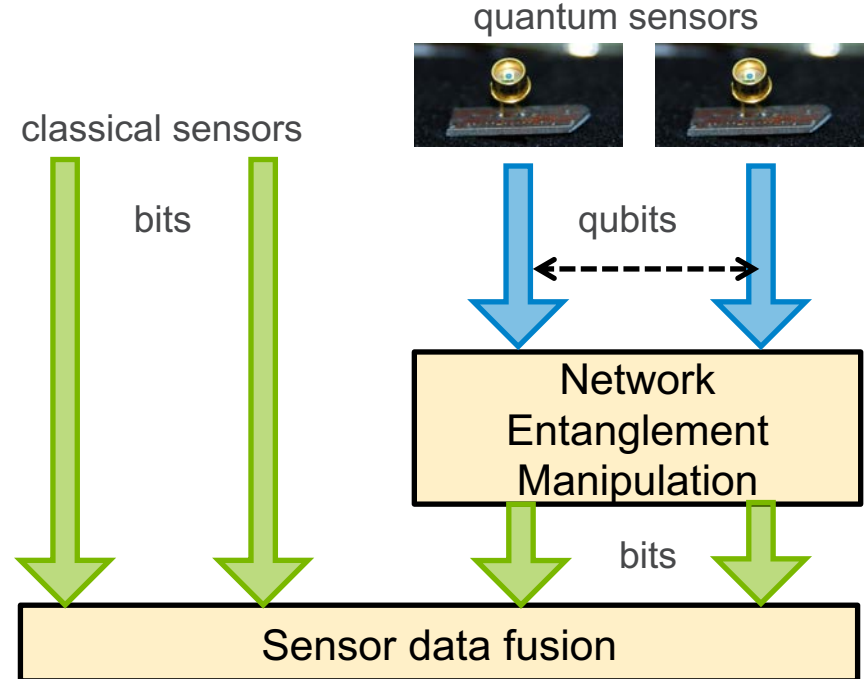 quantum sensors
classical sensors
bits
qubits
Network
Entanglement
Manipulation
bits
Sensor data fusion